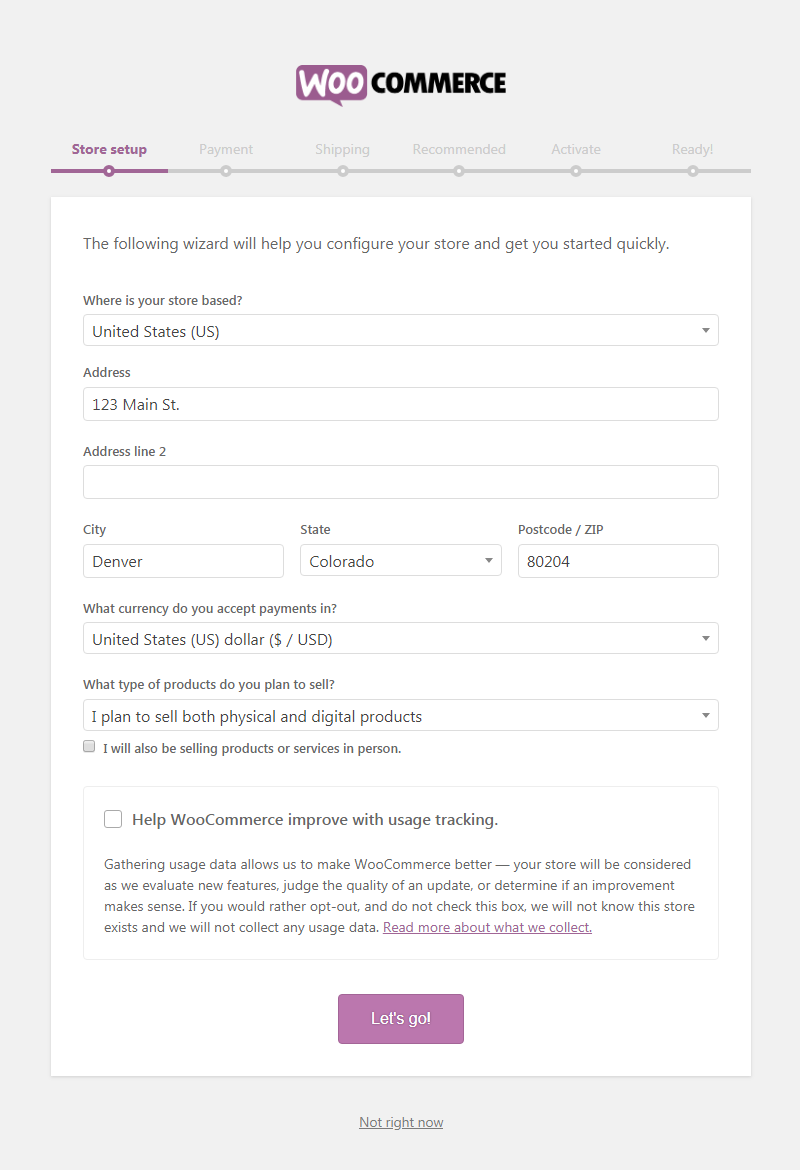 WOO COMMERCE
Store setup Payment Shipping Recommended Activate Ready!
The following wizard will help you configure your store and get you started quickly.
Where is your store based?
United States (US)
Address
123 Main St.
Address line 2
City State Postcode / ZIP
Denver Colorado 80204
What currency do you accept payments in?
United States (US) dollar ($ / USD)
What type of products do you plan to sell?
I plan to sell both physical and digital products
I will also be selling products or services in person.
Help WooCommerce improve with usage tracking.
Gathering usage data allows us to make WooCommerce better — your store will be considered
as we evaluate new features, judge the quality of an update, or determine if an improvement
makes sense. If you would rather opt-out, and do not check this box, we will not know this store
exists and we will not collect any usage data. Read more about what we collect.
Let's go!
Not right now